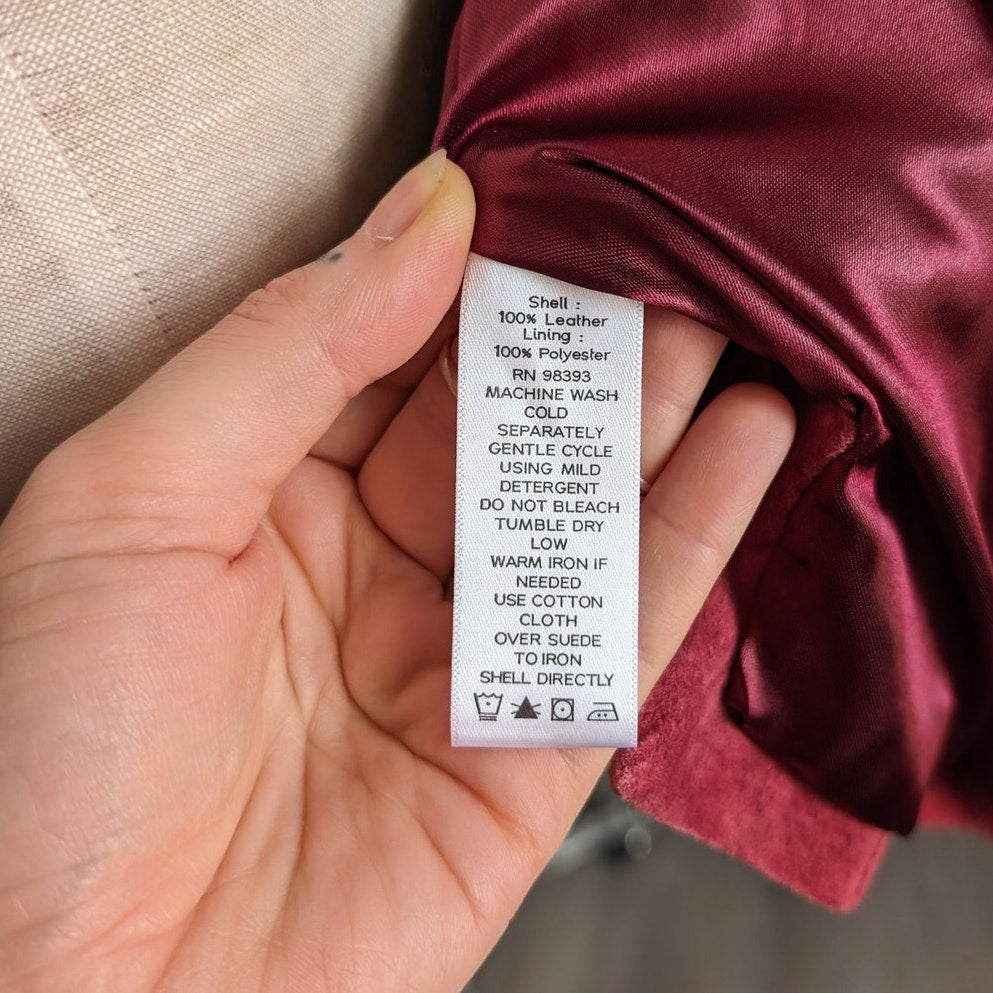 Shell :
100% Leather
Lining :
100% Polyester
RN 98393
MACHINE WASH
COLD
SEPARATELY
GENTLE CYCLE
USING MILD
DETERGENT
DO NOT BLEACH
TUMBLE DRY
LOW
WARM IRON IF
NEEDED
USE COTTON
CLOTH
OVER SUEDE
TO IRON
SHELL DIRECTLY